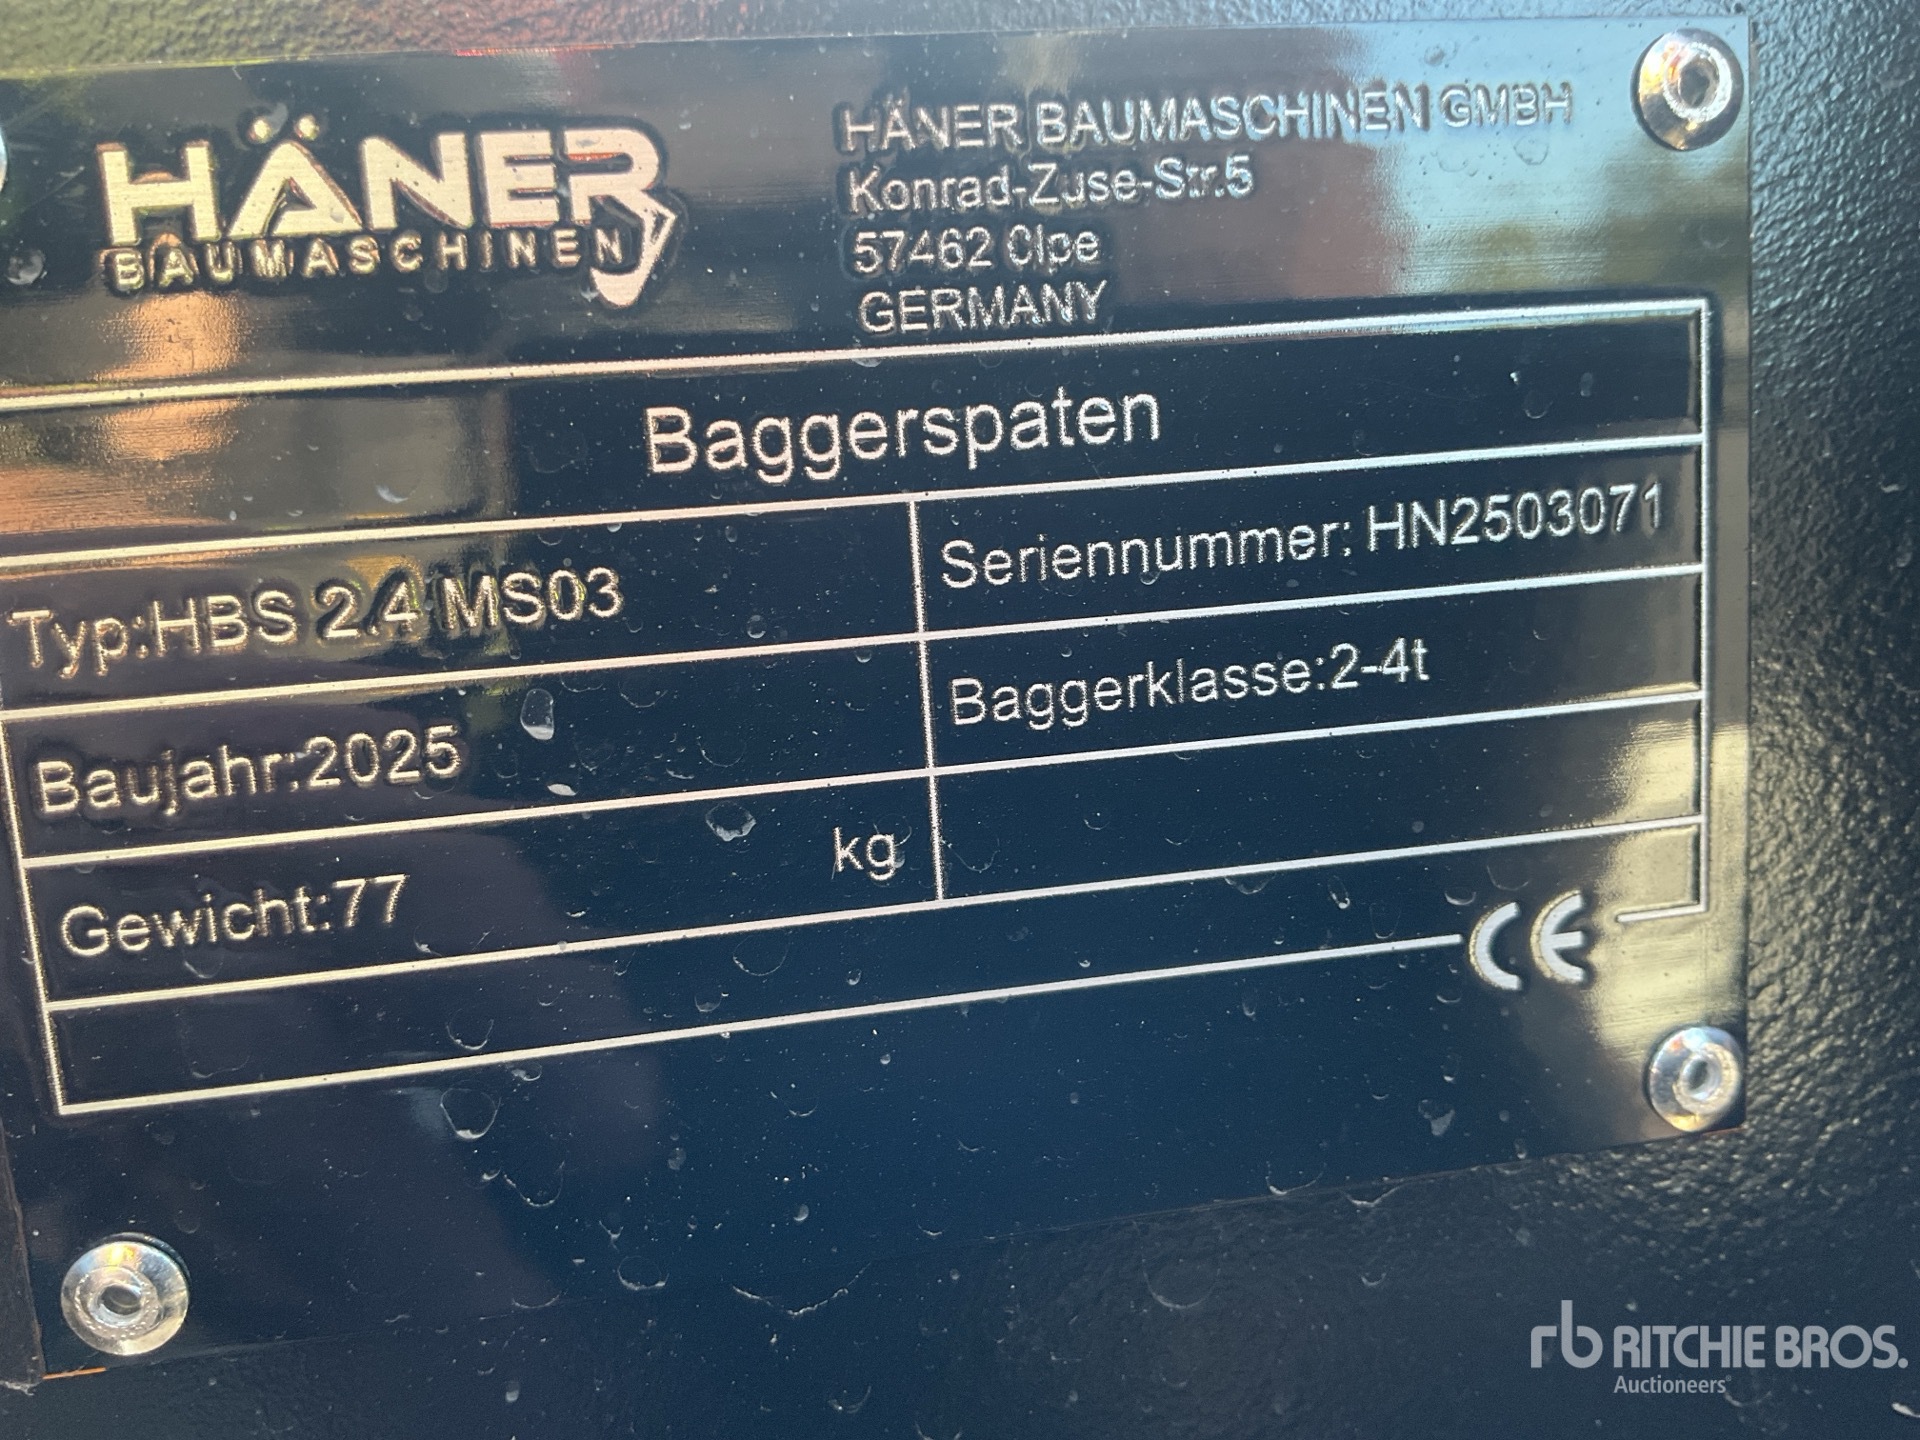 HÄNER
BAUMASCHINEN
HÄNER BAUMASCHINEN GMBH
Konrad-Zuse-Str.5
57462 Olpe
GERMANY
Baggerspaten
Typ:HBS 2.4 MS03
Seriennummer: HN2503071
Baujahr:2025
Baggerklasse:2-4t
Gewicht:77 kg
CE
rb RITCHIE BROS.
Auctioneers